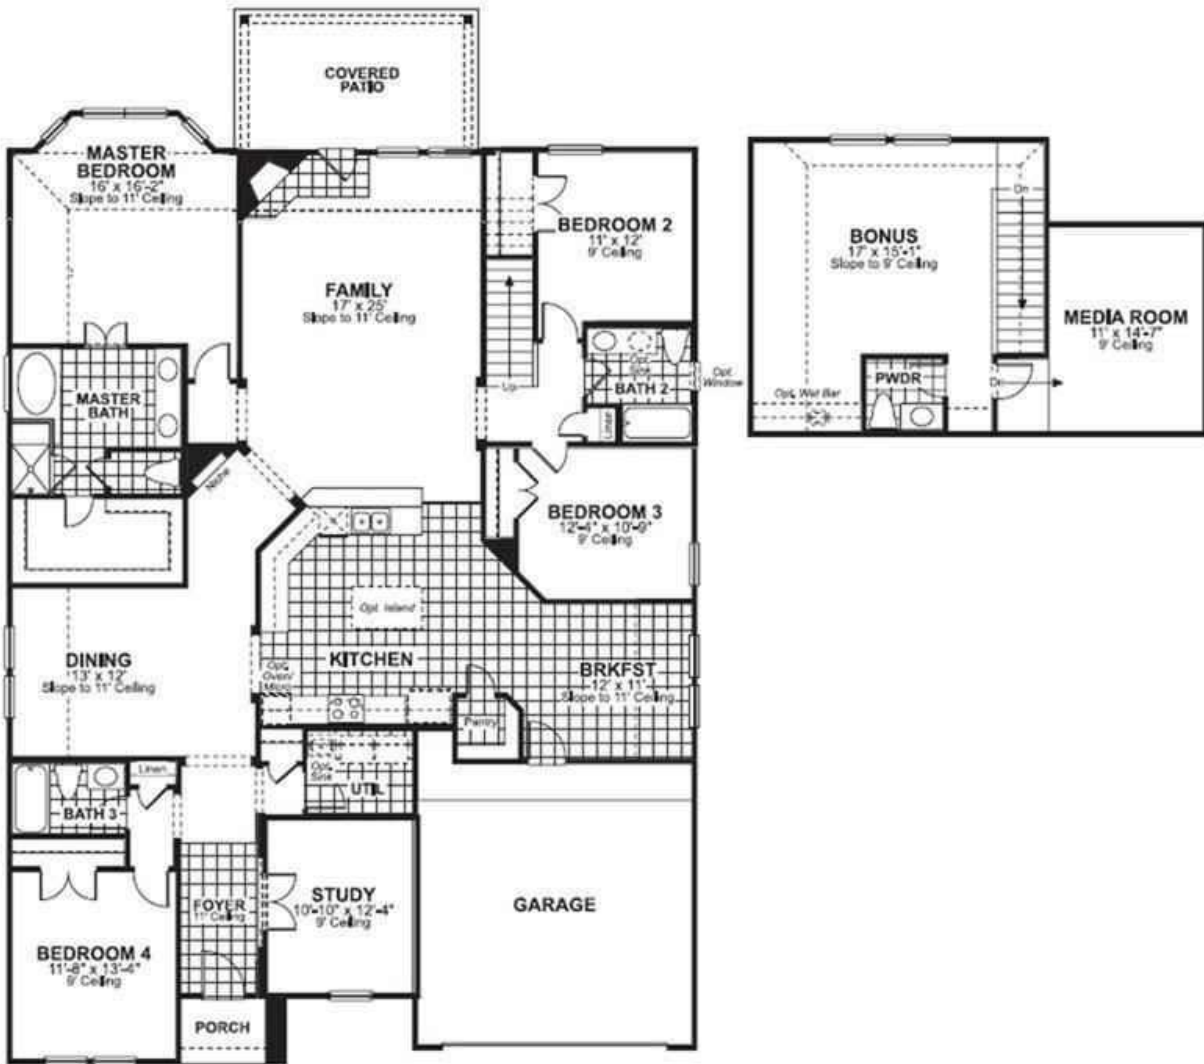 COVERED
PATIO
MASTER
BEDROOM
16' x 16'-2"
Slope to 11' Ceiling
BEDROOM 2
11' x 12'
9' Ceiling
FAMILY
17' x 25'
Slope to 11' Ceiling
Up
Opt.
Sink
BATH 2
Opt.
Window
Linen
MASTER
BATH
Niche
BEDROOM 3
12'-4" x 10'-9"
9' Ceiling
Opt. Island
KITCHEN
Opt.
Oven/
Micro
BRKFST
12' x 11'
Slope to 11' Ceiling
Pantry
DINING
13' x 12'
Slope to 11' Ceiling
Linen
BATH 3
Opt.
Sink
UTIL
FOYER
11' Ceiling
STUDY
10'-10" x 12'-4"
9' Ceiling
GARAGE
BEDROOM 4
11'-8" x 13'-4"
9' Ceiling
PORCH
BONUS
17' x 15'-1"
Slope to 9' Ceiling
Dn
MEDIA ROOM
11' x 14'-7"
9' Ceiling
PWDR
Opt. Wet Bar
Dn